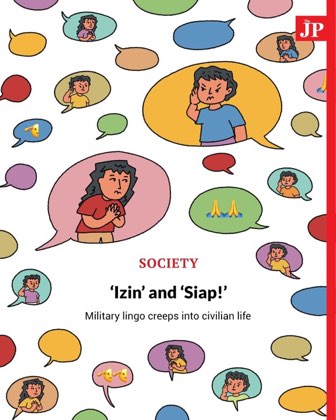 JP
SOCIETY
‘Izin’ and ‘Siap!’
Military lingo creeps into civilian life